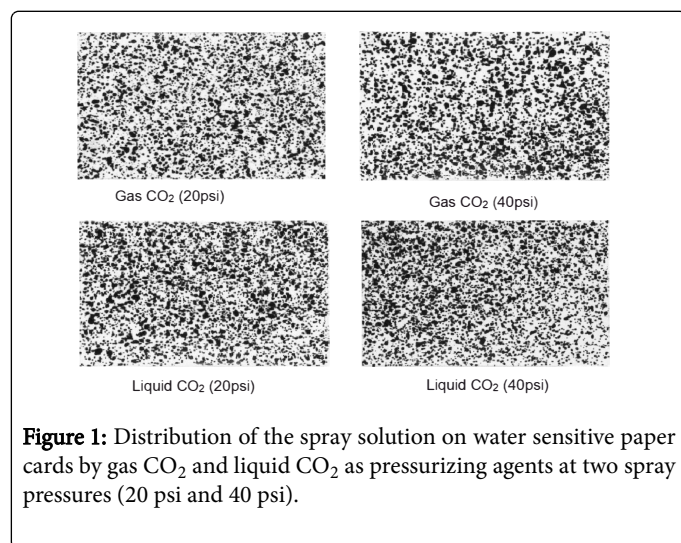 Gas CO₂ (20psi)
Gas CO₂ (40psi)
Liquid CO₂ (20psi)
Liquid CO₂ (40psi)
Figure 1: Distribution of the spray solution on water sensitive paper
cards by gas CO₂ and liquid CO₂ as pressurizing agents at two spray
pressures (20 psi and 40 psi).